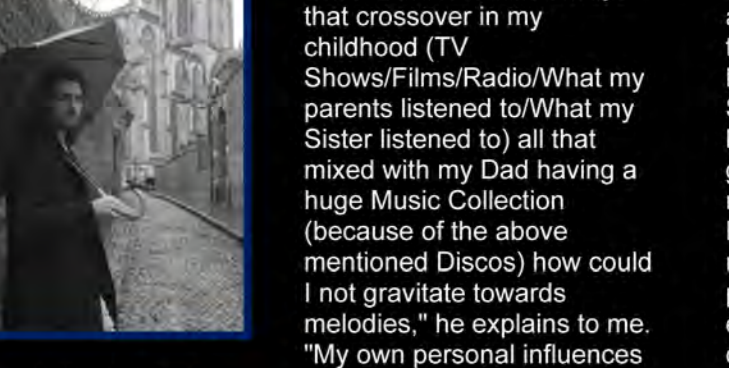 that crossover in my
childhood (TV
Shows/Films/Radio/What my
parents listened to/What my
Sister listened to) all that
mixed with my Dad having a
huge Music Collection
(because of the above
mentioned Discos) how could
I not gravitate towards
melodies," he explains to me.
"My own personal influences